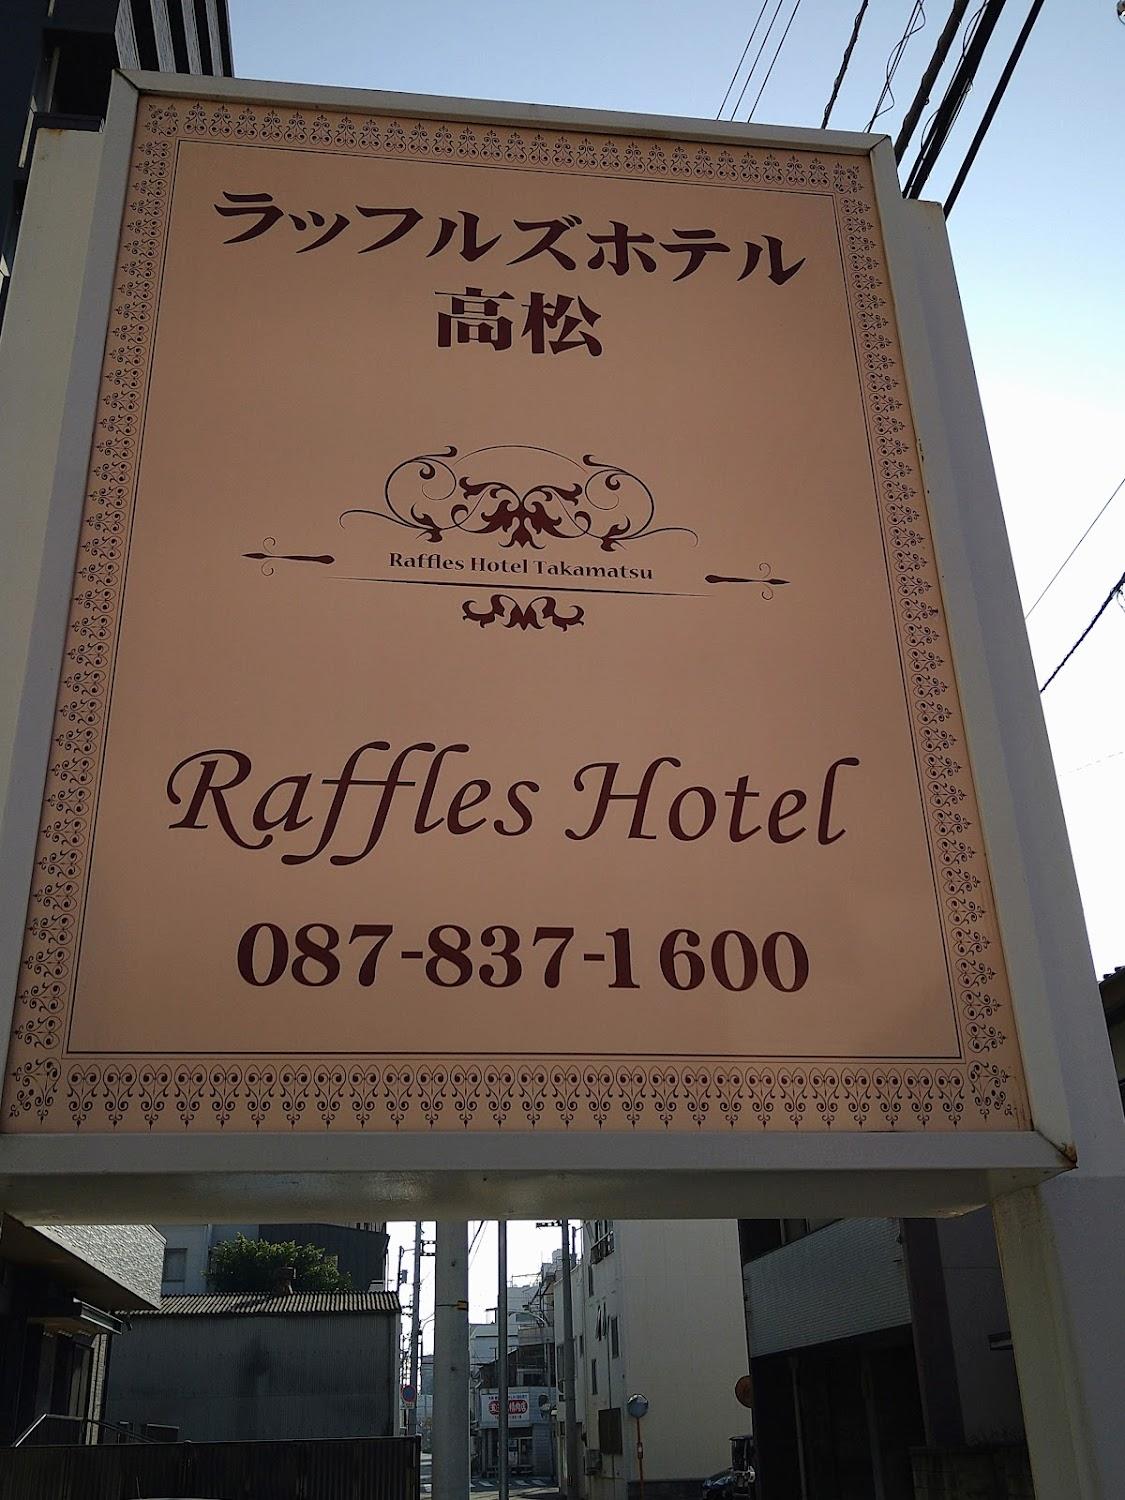 ラッフルズホテル
高松
Raffles Hotel Takamatsu
Raffles Hotel
087-837-1600